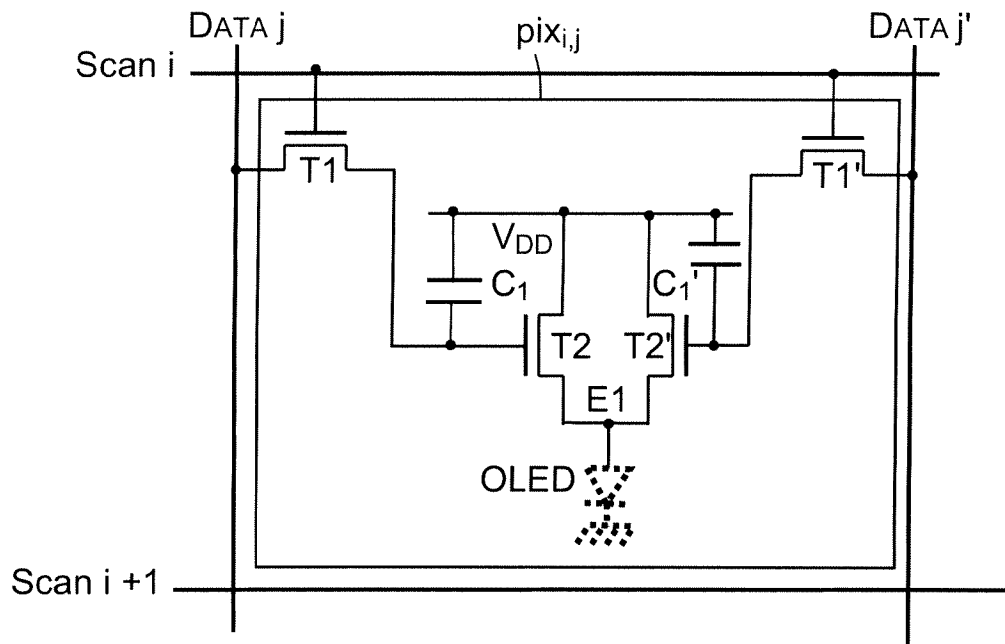 DATA j
pixi,j
DATA j'
Scan i
T1
T1'
VDD
C1
C1'
T2
T2'
E1
OLED
Scan i +1